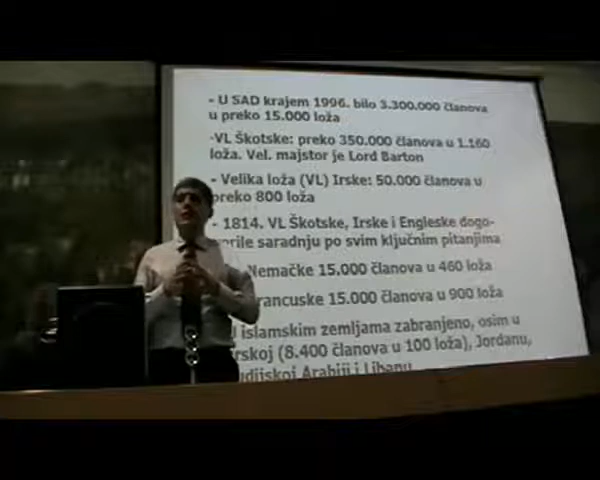 - U SAD krajem 1996. bilo 3.300.000 članova
u preko 15.000 loža
-VL Škotske: preko 350.000 članova u 1.160
loža. Vel. majstor je Lord Barton
- Velika loža (VL) Irske: 50.000 članova u
preko 800 loža
- 1814. VL Škotske, Irske i Engleske dogo-
orile saradnju po svim ključnim pitanjima
Nemačke 15.000 članova u 460 loža
rancuske 15.000 članova u 900 loža
U islamskim zemljama zabranjeno, osim u
rskoj (8.400 članova u 100 loža), Jordanu,
udijskoj Arabiji i Libanu